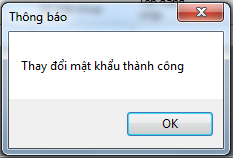 Thông báo
Thay đổi mật khẩu thành công
OK